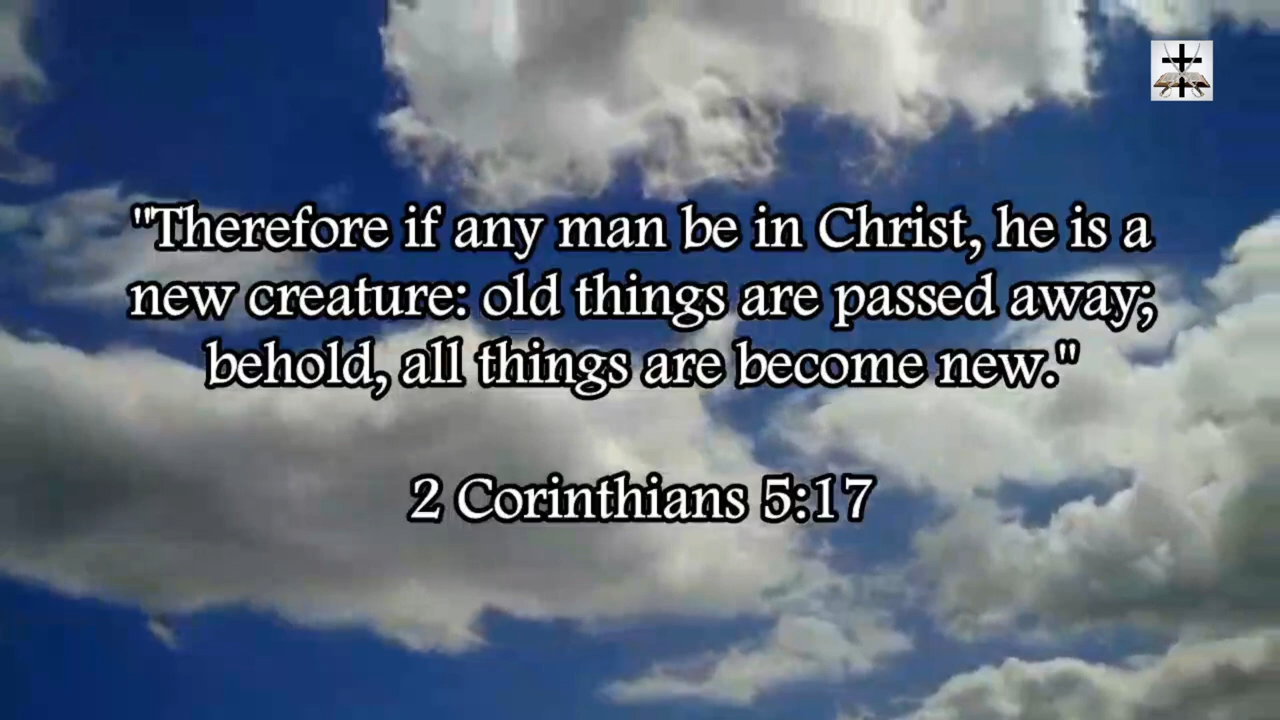 "Therefore if any man be in Christ, he is a
new creature: old things are passed away;
behold, all things are become new."
2 Corinthians 5:17